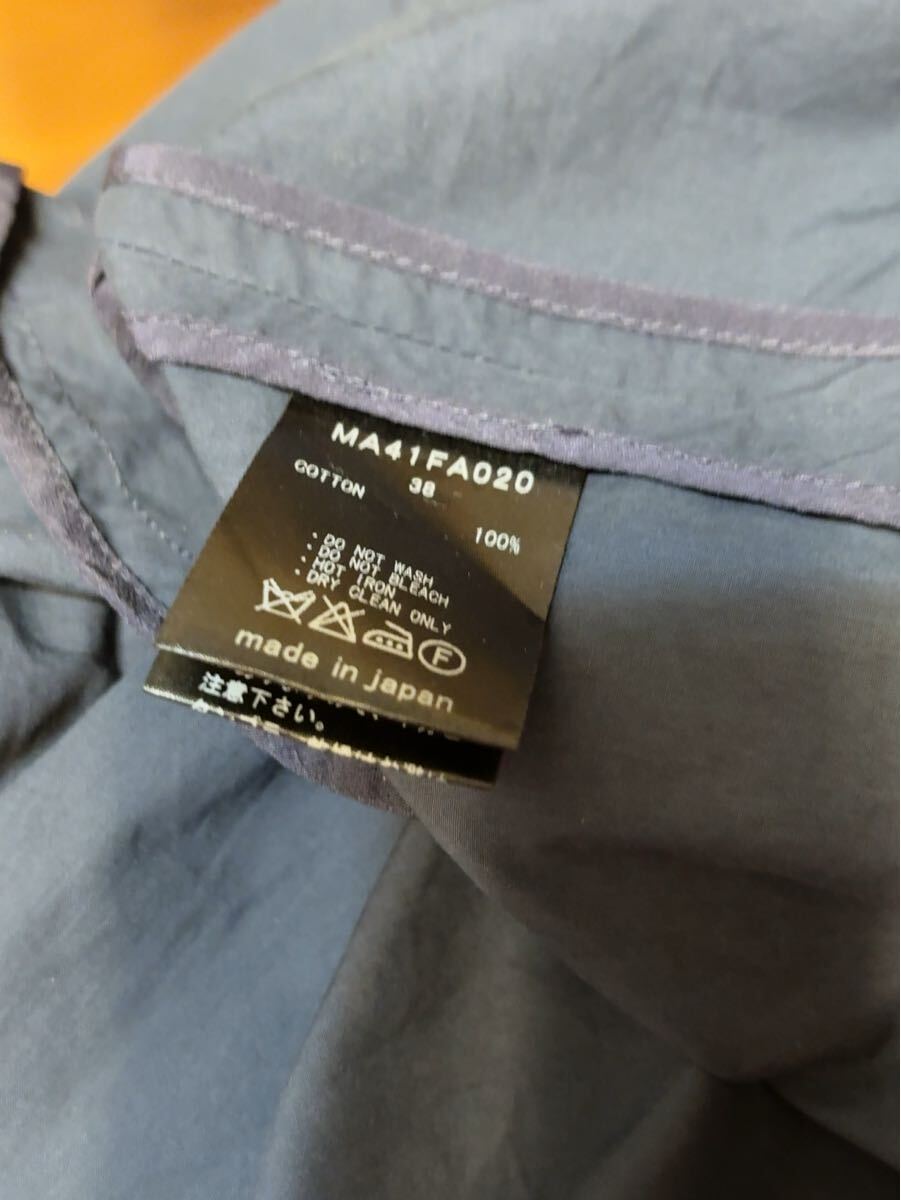 MA41FA020
38
COTTON 100%
・DO NOT WASH
・DO NOT BLEACH
・HOT IRON
・DRY CLEAN ONLY
F
made in japan
注意下さい。